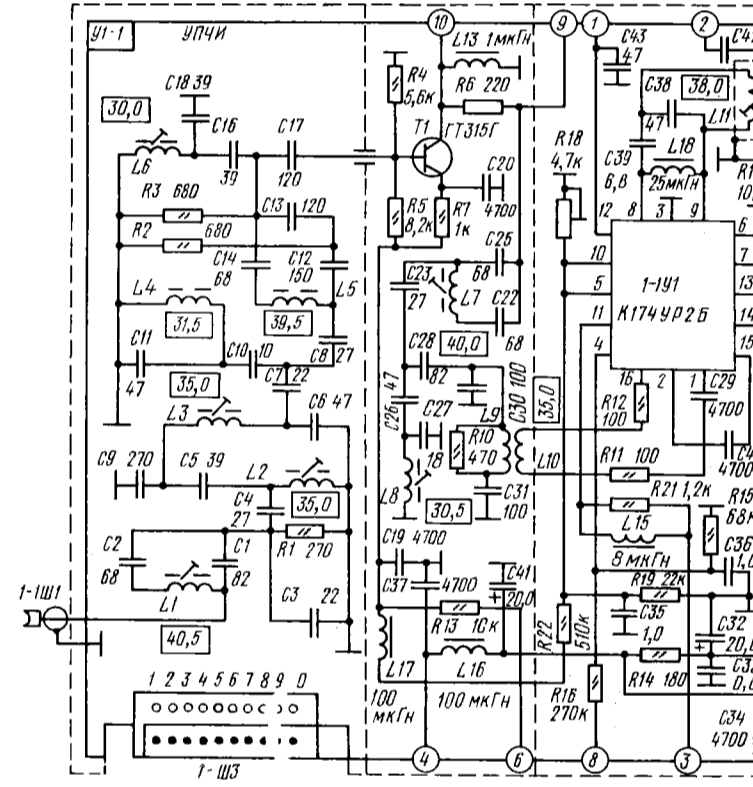 У1-1 УПЧИ
10 9 1 2
L13 1мкГн
C43
47
C18 39
R4
5,6к
R6 220
30,0
38,0
C38
47
L11
C16
39
C17
120
T1
ГТ315Г
R18
4,7к
C39
6,8
L18
25мкГн
L6
C20
4700
R3 680
R5
8,2к
R7
1к
12 8 3 9
R2 680
C13 120
C14
68
C12
150
L5
C25
68
10
5
11
4
6
7
13
14
15
1-1У1
К174УР2Б
L4
31,5
39,5
C23
27
L7
C22
68
C11
47
C10 10
C8
27
C28
82
40,0
35,0
C7 22
16 2 1
C29
4700
L3
C6 47
C26
47
C27
18
L9
C30 100
35,0
R12
100
R10
470
L10
R11 100
C9 270
C5 39
L2
35,0
L8
30,5
C31
100
R21 1,2к
C4
27
R1 270
L15
8 мкГн
C2
68
C1
82
C19 4700
C36
1-1Ш1
L1
C3 22
C37
4700
C41
20,0
R19 22к
40,5
R13 10к
R22
510к
C35
1,0
C32
L17
100
мкГн
L16
100 мкГн
R14 180
R16
270к
C34
4700
1 2 3 4 5 6 7 8 9 0
1-Ш3
4 6 8 3